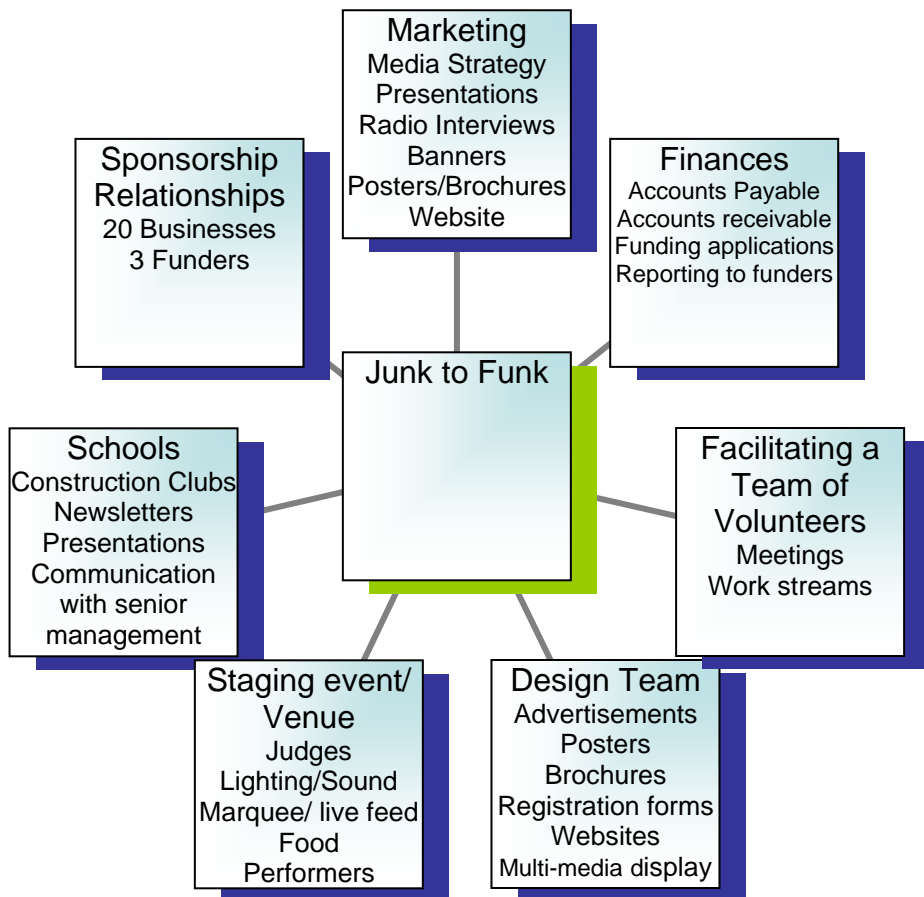 Marketing
Media Strategy
Presentations
Radio Interviews
Banners
Posters/Brochures
Website
Sponsorship
Relationships
20 Businesses
3 Funders
Finances
Accounts Payable
Accounts receivable
Funding applications
Reporting to funders
Junk to Funk
Schools
Construction Clubs
Newsletters
Presentations
Communication
with senior
management
Facilitating a
Team of
Volunteers
Meetings
Work streams
Staging event/
Venue
Judges
Lighting/Sound
Marquee/ live feed
Food
Performers
Design Team
Advertisements
Posters
Brochures
Registration forms
Websites
Multi-media display